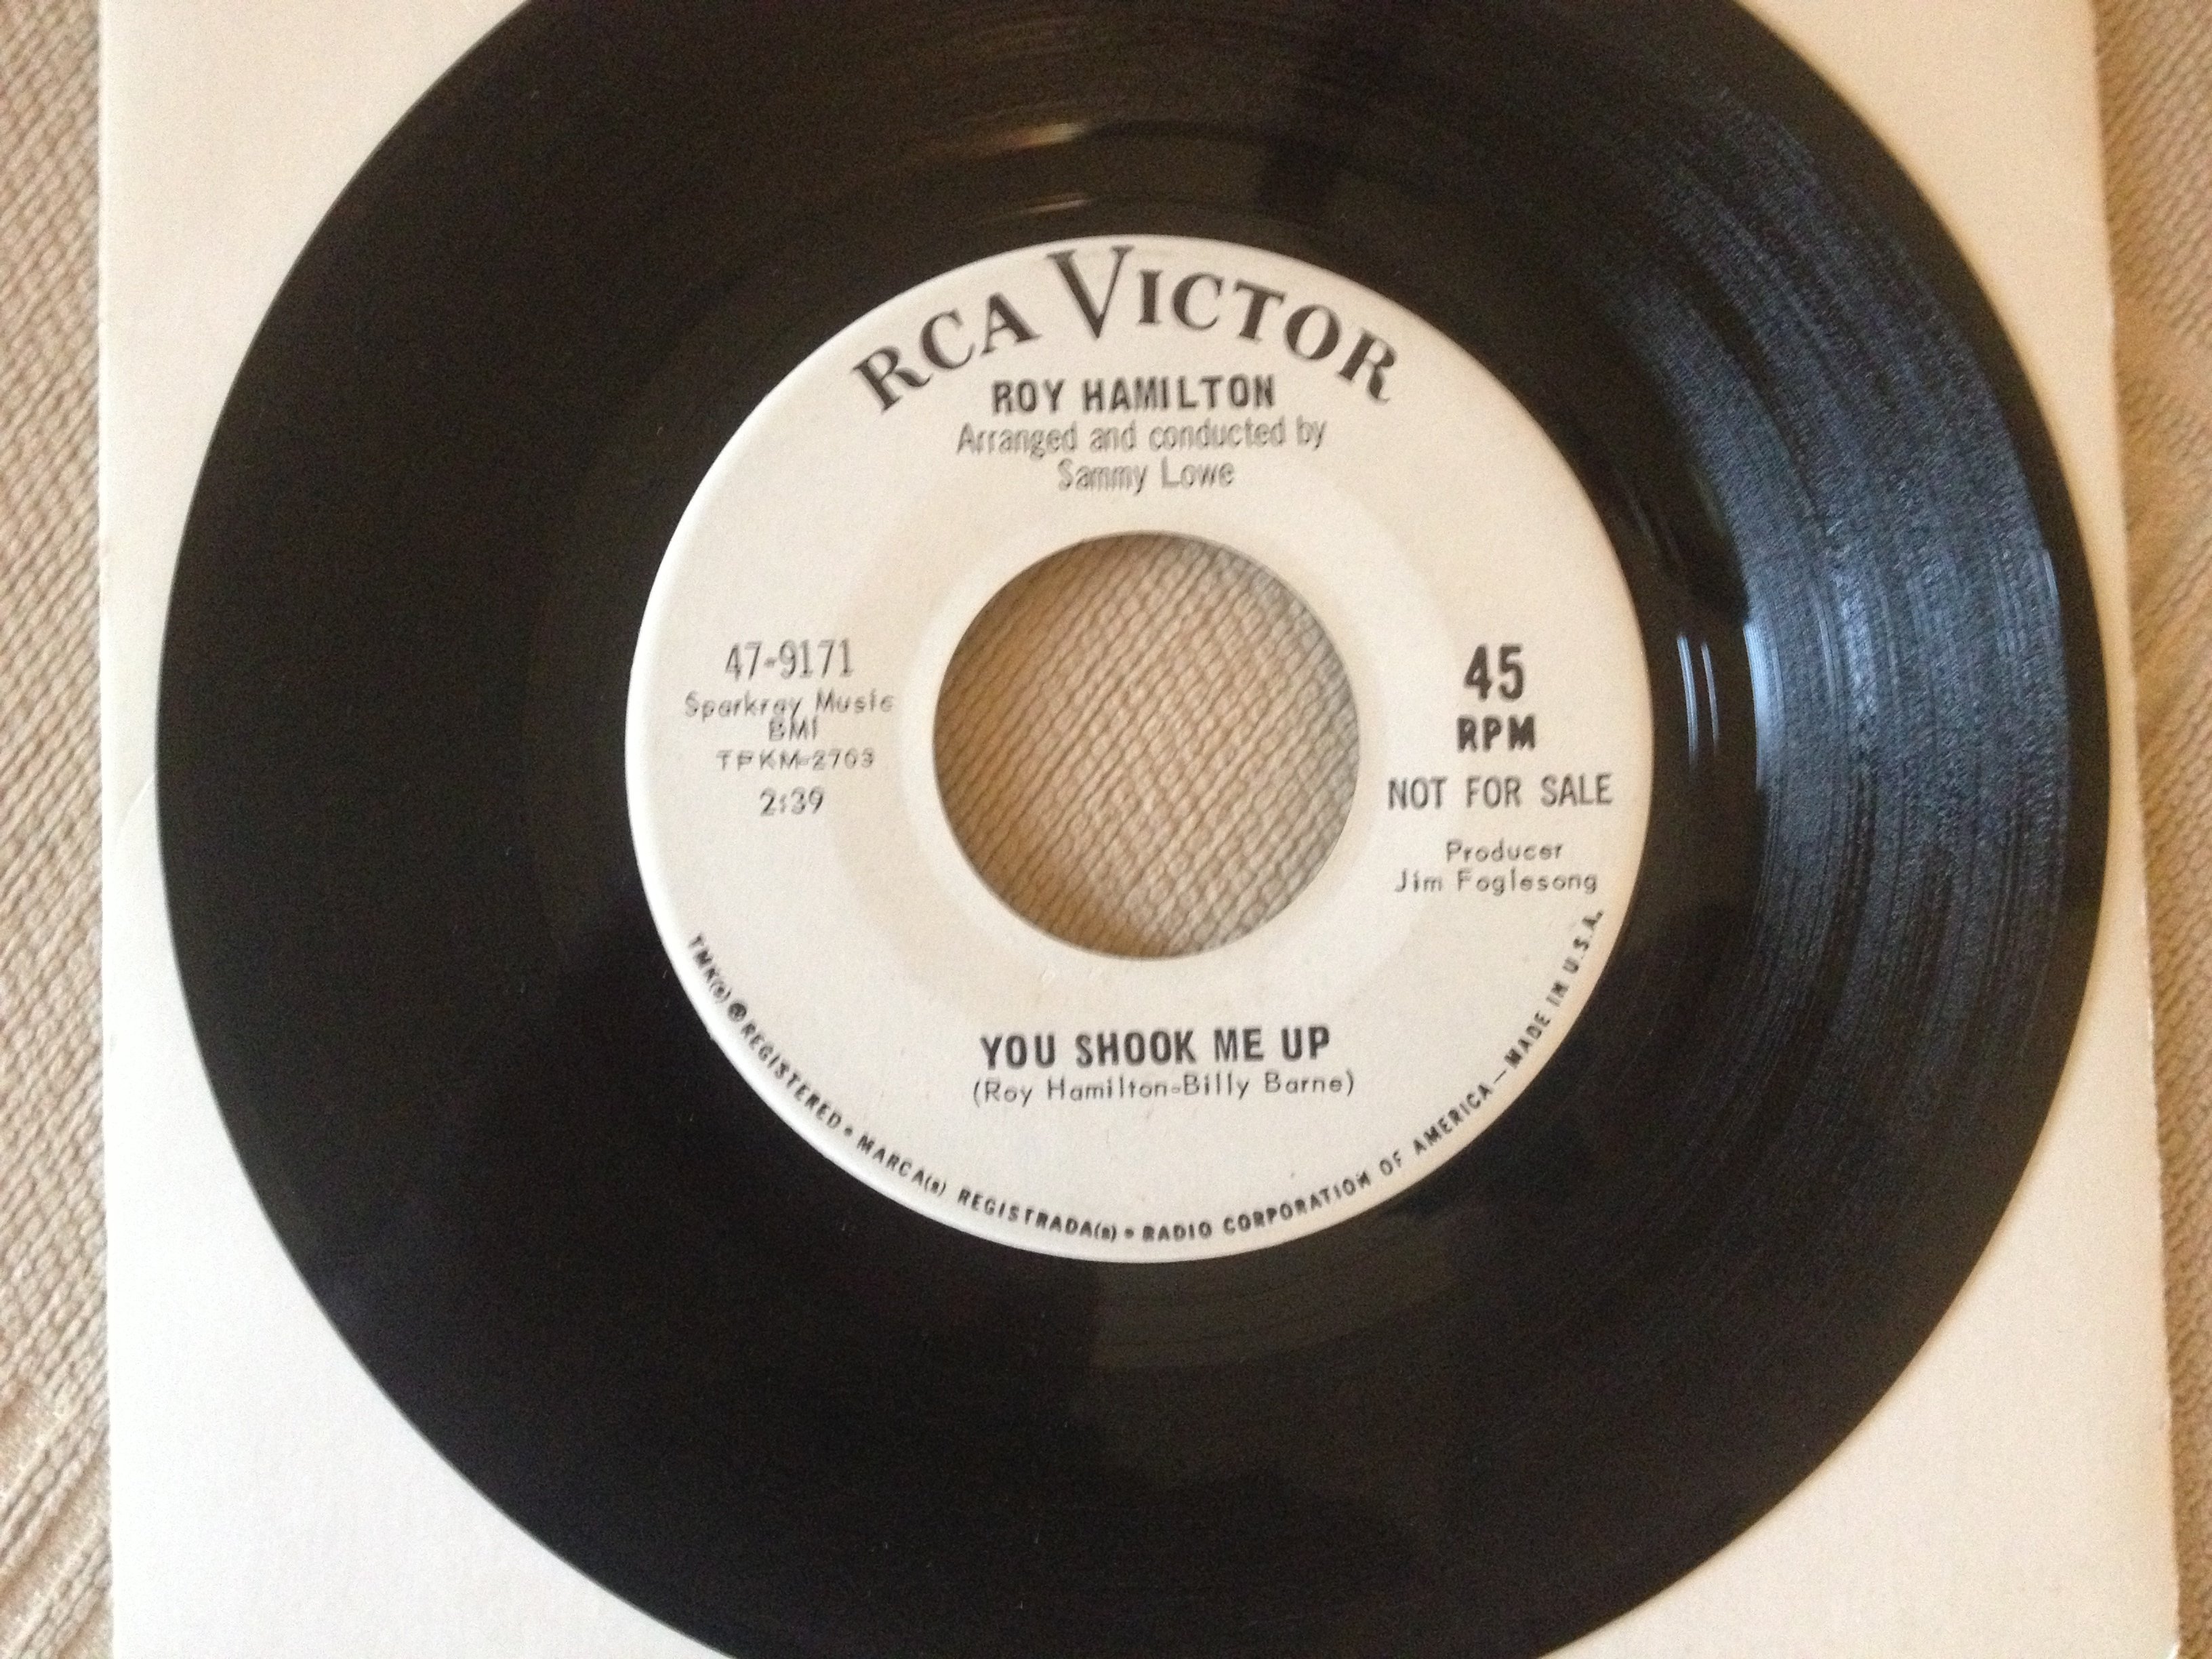 RCA VICTOR
ROY HAMILTON
Arranged and conducted by
Sammy Lowe
47-9171
Sparkray Music
BMI
TPKM-2703
2:39
45
RPM
NOT FOR SALE
Producer
Jim Foglesong
YOU SHOOK ME UP
(Roy Hamilton-Billy Barne)
TMK(s) ® REGISTERED • MARCA(s) REGISTRADA(s) • RADIO CORPORATION OF AMERICA—MADE IN U.S.A.